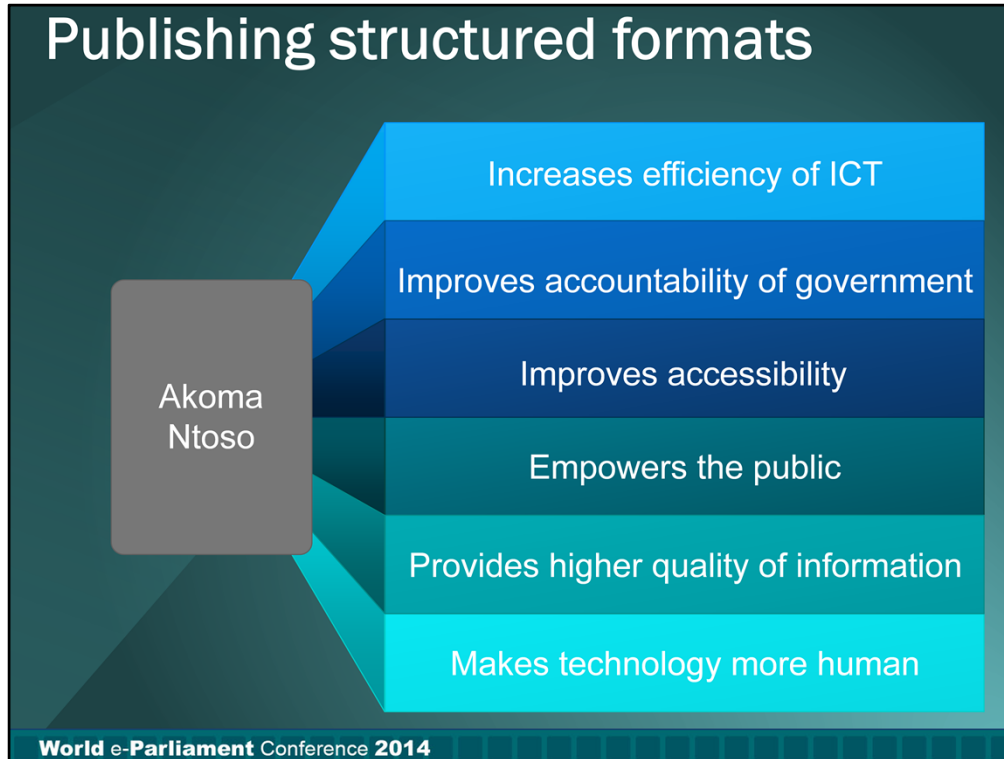 Publishing structured formats
Increases efficiency of ICT
Improves accountability of government
Improves accessibility
Akoma
Ntoso
Empowers the public
Provides higher quality of information
Makes technology more human
World e-Parliament Conference 2014